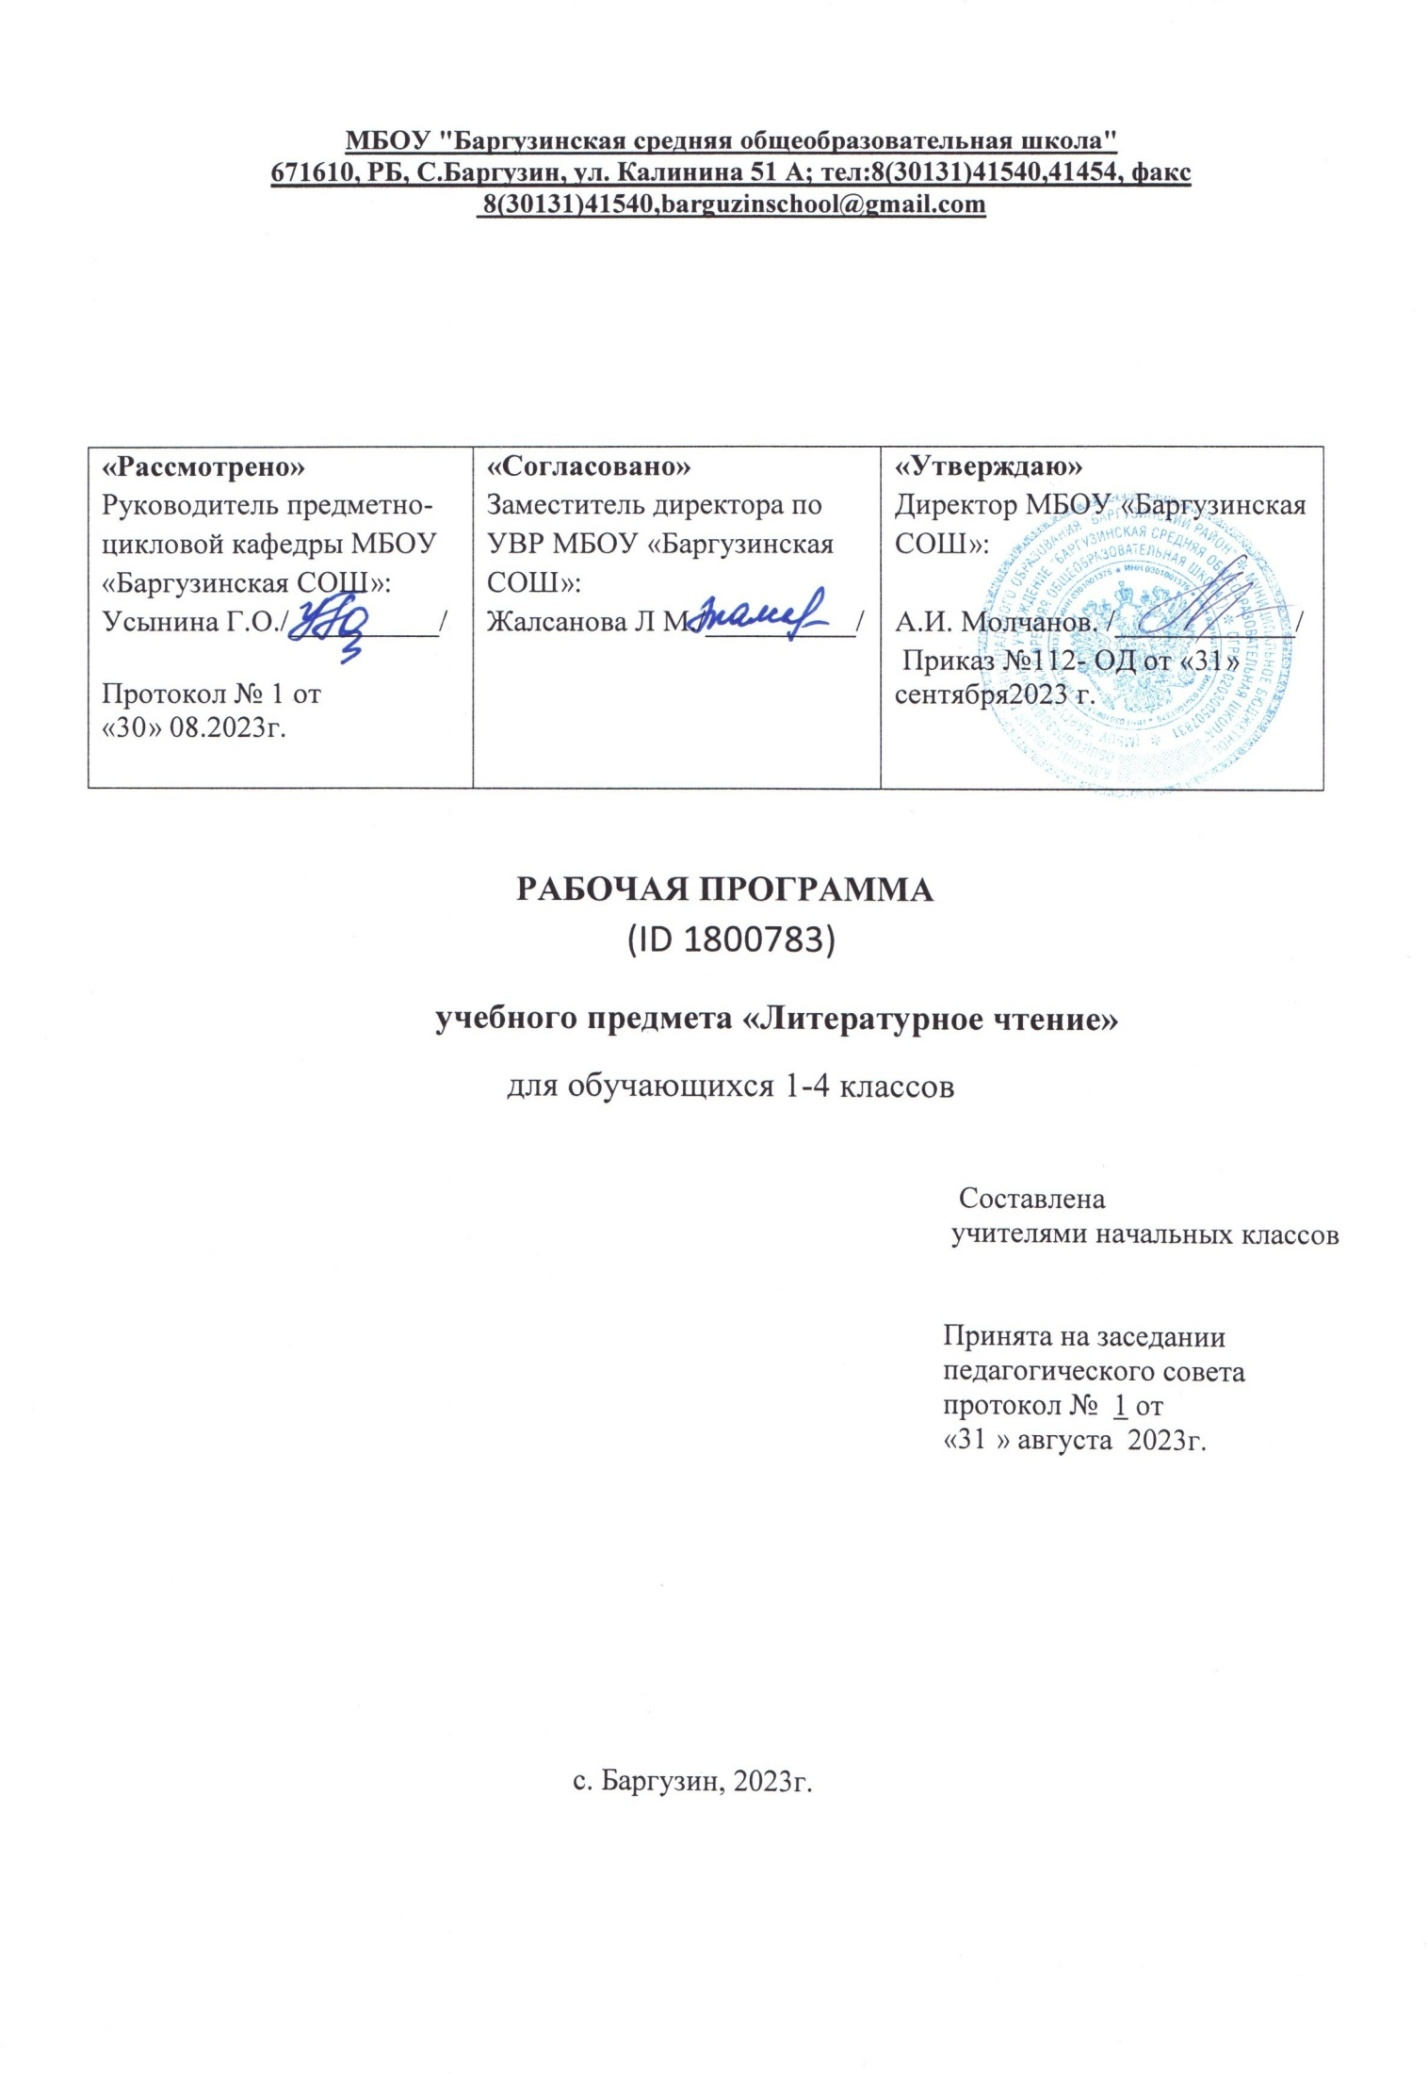 МБОУ "Баргузинская средняя общеобразовательная школа"
671610, РБ, С.Баргузин, ул. Калинина 51 А; тел:8(30131)41540,41454, факс
8(30131)41540,barguzinschool@gmail.com
«Рассмотрено»
Руководитель предметно-
цикловой кафедры МБОУ
«Баргузинская СОШ»:
Усынина Г.О./__________/
Протокол № 1 от
«30» 08.2023г.
«Согласовано»
Заместитель директора по
УВР МБОУ «Баргузинская
СОШ»:
Жалсанова Л М /__________/
«Утверждаю»
Директор МБОУ «Баргузинская
СОШ»:
А.И. Молчанов. /____________/
Приказ №112- ОД от «31»
сентября2023 г.
РАБОЧАЯ ПРОГРАММА
(ID 1800783)
учебного предмета «Литературное чтение»
для обучающихся 1-4 классов
Составлена
учителями начальных классов
Принята на заседании
педагогического совета
протокол № 1 от
«31 » августа 2023г.
с. Баргузин, 2023г.